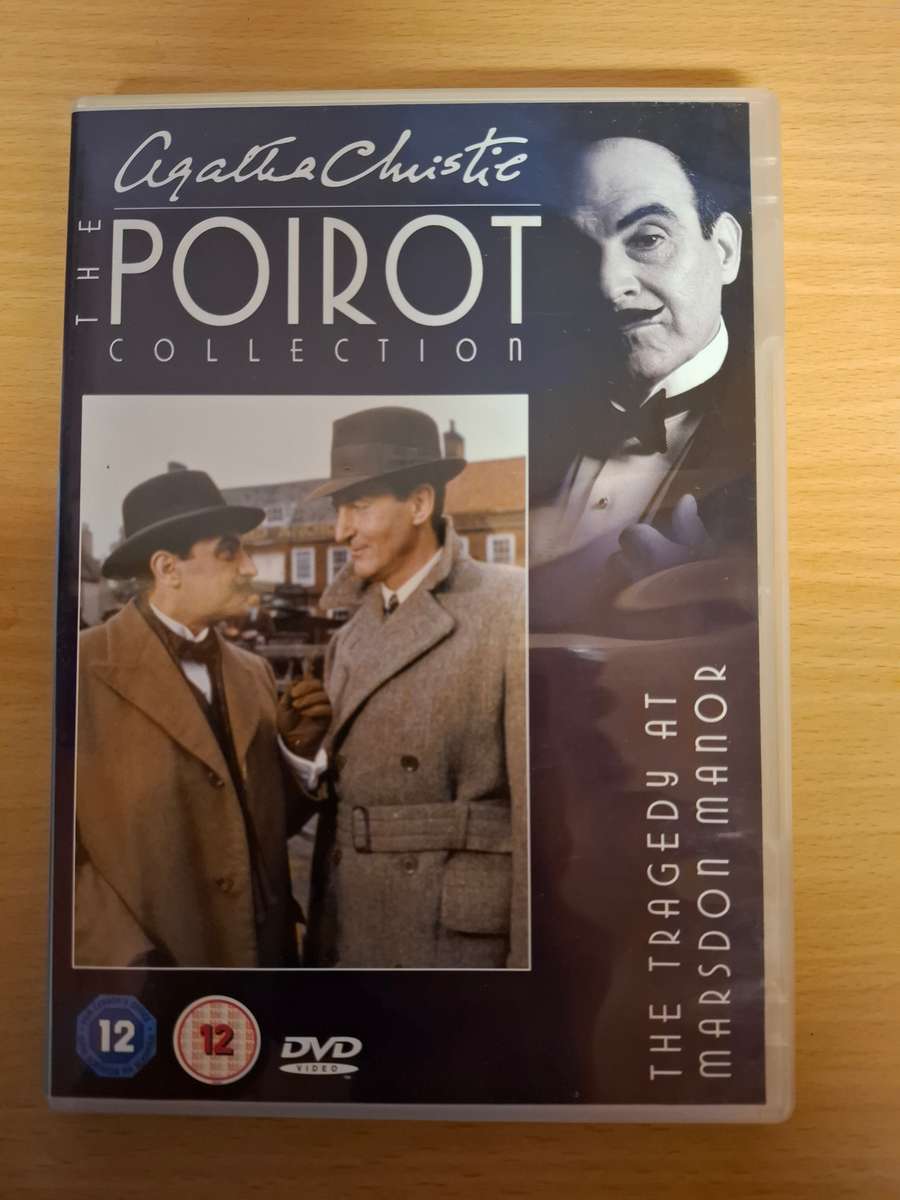 Agatha Christie
THE
POIROT
COLLECTION
THE TRAGEDY AT
MARSDON MANOR
12
12
DVD
VIDEO